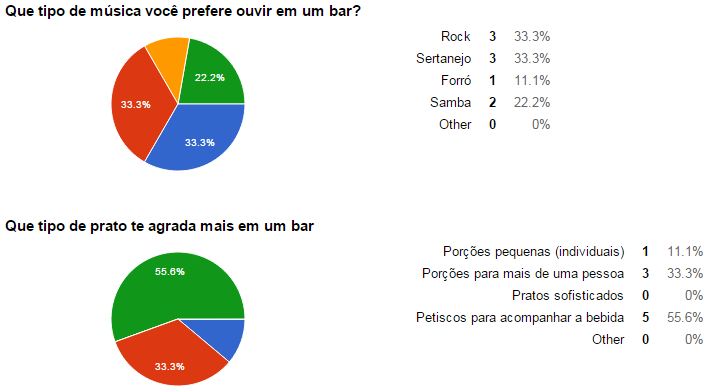 Que tipo de música você prefere ouvir em um bar?
22.2%
33.3%
33.3%
Rock 3 33.3%
Sertanejo 3 33.3%
Forró 1 11.1%
Samba 2 22.2%
Other 0 0%
Que tipo de prato te agrada mais em um bar
55.6%
33.3%
Porções pequenas (individuais) 1 11.1%
Porções para mais de uma pessoa 3 33.3%
Pratos sofisticados 0 0%
Petiscos para acompanhar a bebida 5 55.6%
Other 0 0%